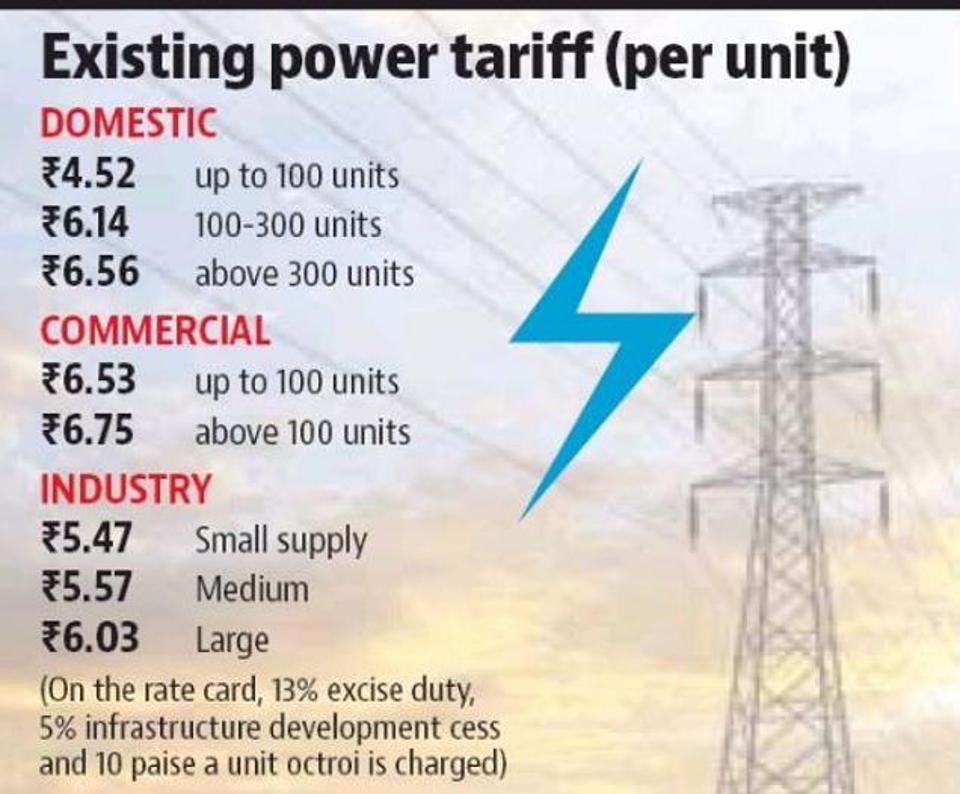 Existing power tariff (per unit)
DOMESTIC
₹4.52 up to 100 units
₹6.14 100-300 units
₹6.56 above 300 units
COMMERCIAL
₹6.53 up to 100 units
₹6.75 above 100 units
INDUSTRY
₹5.47 Small supply
₹5.57 Medium
₹6.03 Large
(On the rate card, 13% excise duty,
5% infrastructure development cess
and 10 paise a unit octroi is charged)